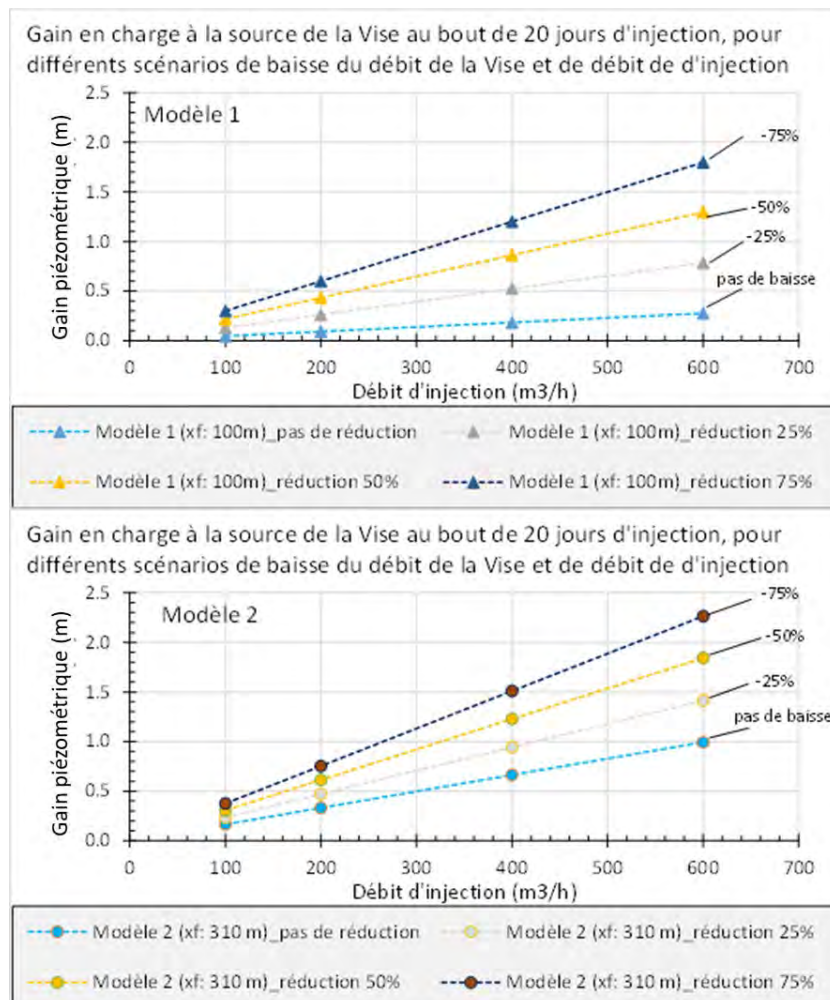 Gain en charge à la source de la Vise au bout de 20 jours d'injection, pour
différents scénarios de baisse du débit de la Vise et de débit de d'injection
2.5
Modèle 1
2.0
-75%
1.5
-50%
1.0
-25%
pas de baisse
0.5
0.0
Gain piézométrique (m)
0 100 200 300 400 500 600 700
Débit d'injection (m3/h)
Modèle 1 (xf: 100m)_pas de réduction
Modèle 1 (xf: 100m)_réduction 25%
Modèle 1 (xf: 100m)_réduction 50%
Modèle 1 (xf: 100m)_réduction 75%
Gain en charge à la source de la Vise au bout de 20 jours d'injection, pour
différents scénarios de baisse du débit de la Vise et de débit de d'injection
2.5
Modèle 2
-75%
2.0
-50%
1.5
-25%
pas de baisse
1.0
0.5
0.0
Gain piézométrique (m)
0 100 200 300 400 500 600 700
Débit d'injection (m3/h)
Modèle 2 (xf: 310 m)_pas de réduction
Modèle 2 (xf: 310 m)_réduction 25%
Modèle 2 (xf: 310 m)_réduction 50%
Modèle 2 (xf: 310 m)_réduction 75%